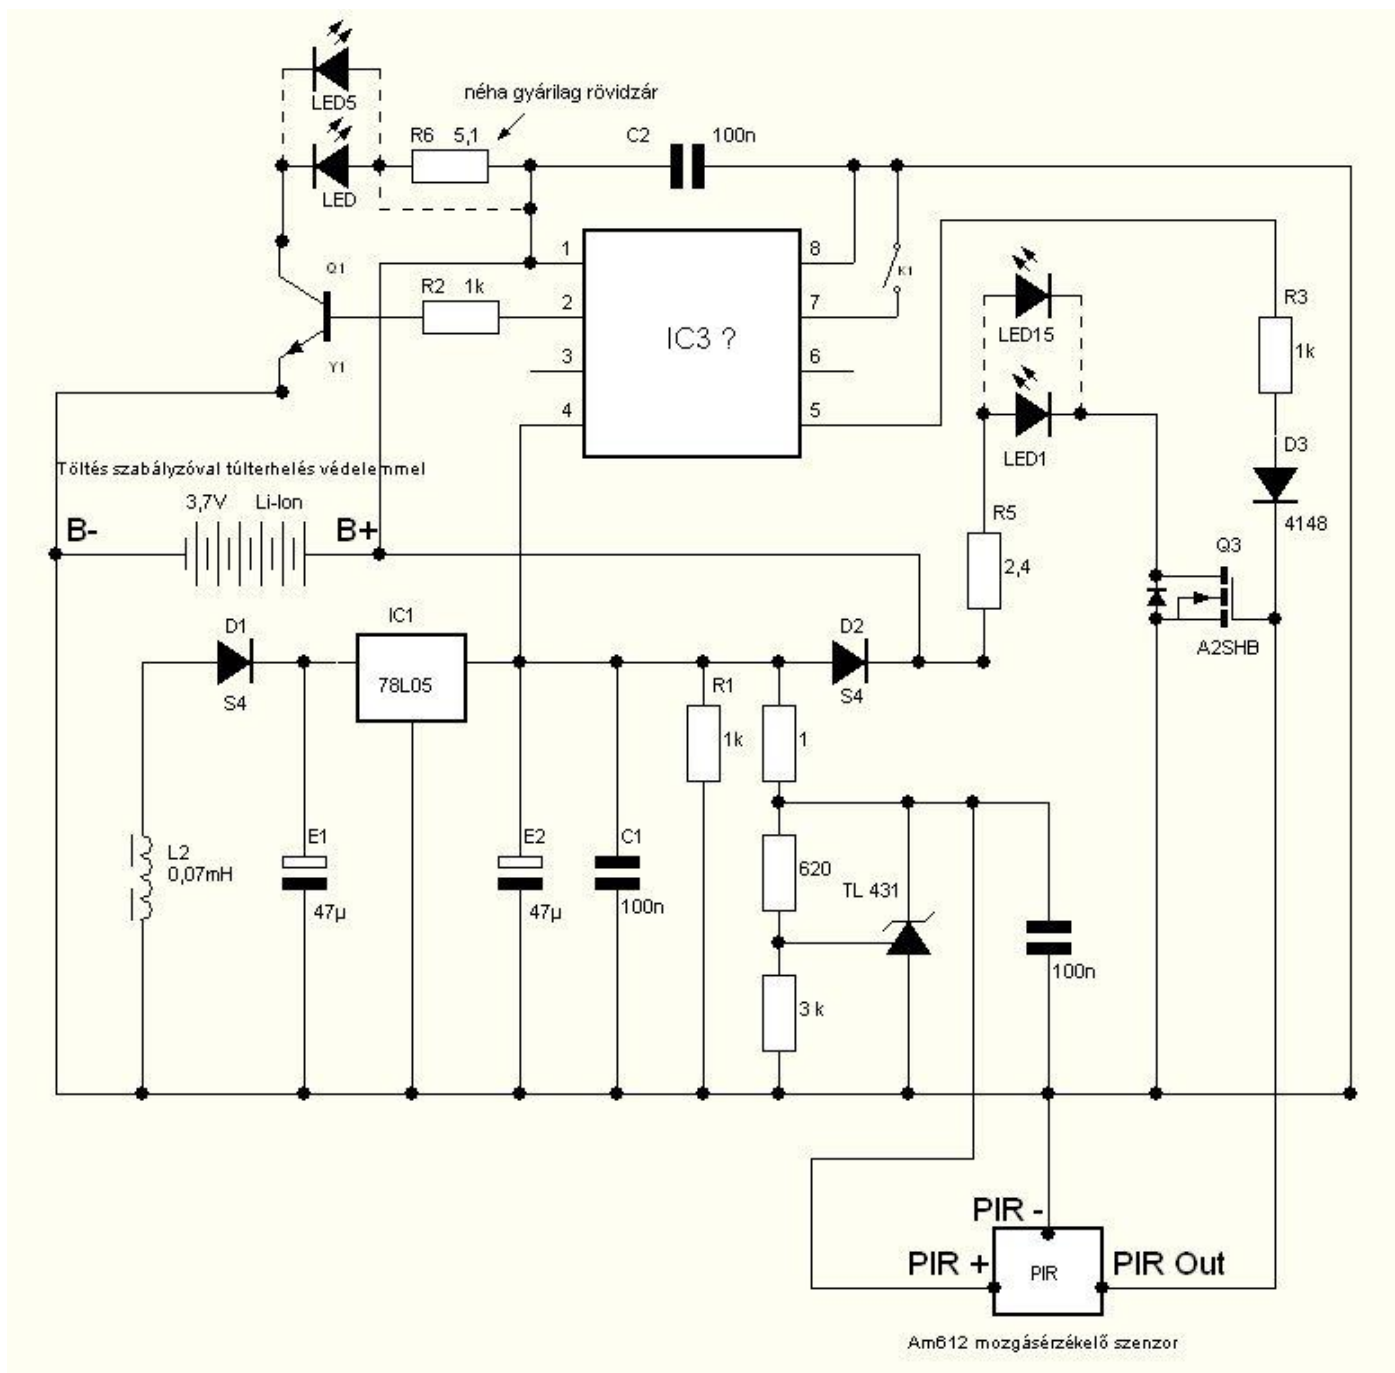 LED5
néha gyárilag rövidzár
R6 5,1
C2 100n
LED
1
8
Q1
R2 1k
2
7
K1
IC3 ?
Y1
3
6
4
5
LED15
R3
1k
LED1
D3
4148
Töltés szabályzóval túlterhelés védelemmel
3,7V Li-Ion
B-
B+
R5
2,4
Q3
A2SHB
D1
S4
IC1
78L05
D2
S4
R1
1k
1
L2
0,07mH
E1
47µ
E2
47µ
C1
100n
620
TL 431
100n
3 k
PIR -
PIR +
PIR
PIR Out
Am612 mozgásérzékelő szenzor